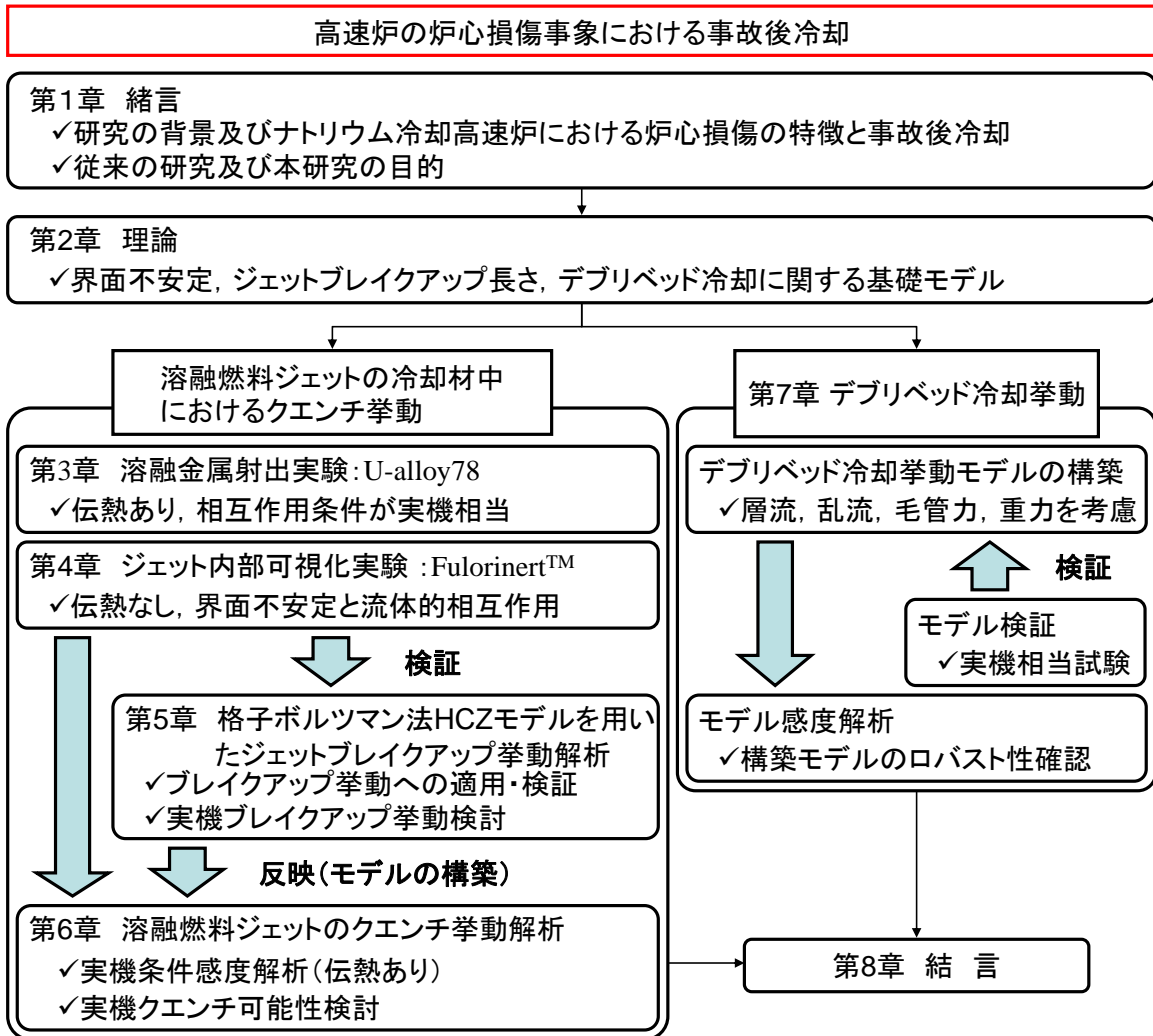 高速炉の炉心損傷事象における事故後冷却
第1章 緒言
✓研究の背景及びナトリウム冷却高速炉における炉心損傷の特徴と事故後冷却
✓従来の研究及び本研究の目的
第2章 理論
✓界面不安定，ジェットブレイクアップ長さ，デブリベッド冷却に関する基礎モデル
溶融燃料ジェットの冷却材中
におけるクエンチ挙動
第3章 溶融金属射出実験：U-alloy78
✓伝熱あり，相互作用条件が実機相当
第4章 ジェット内部可視化実験：Fulorinert™
✓伝熱なし，界面不安定と流体的相互作用
検証
第5章 格子ボルツマン法HCZモデルを用い
たジェットブレイクアップ挙動解析
✓ブレイクアップ挙動への適用・検証
✓実機ブレイクアップ挙動検討
反映（モデルの構築）
第6章 溶融燃料ジェットのクエンチ挙動解析
✓実機条件感度解析（伝熱あり）
✓実機クエンチ可能性検討
第7章 デブリベッド冷却挙動
デブリベッド冷却挙動モデルの構築
✓層流，乱流，毛管力，重力を考慮
検証
モデル検証
✓実機相当試験
モデル感度解析
✓構築モデルのロバスト性確認
第8章 結 言